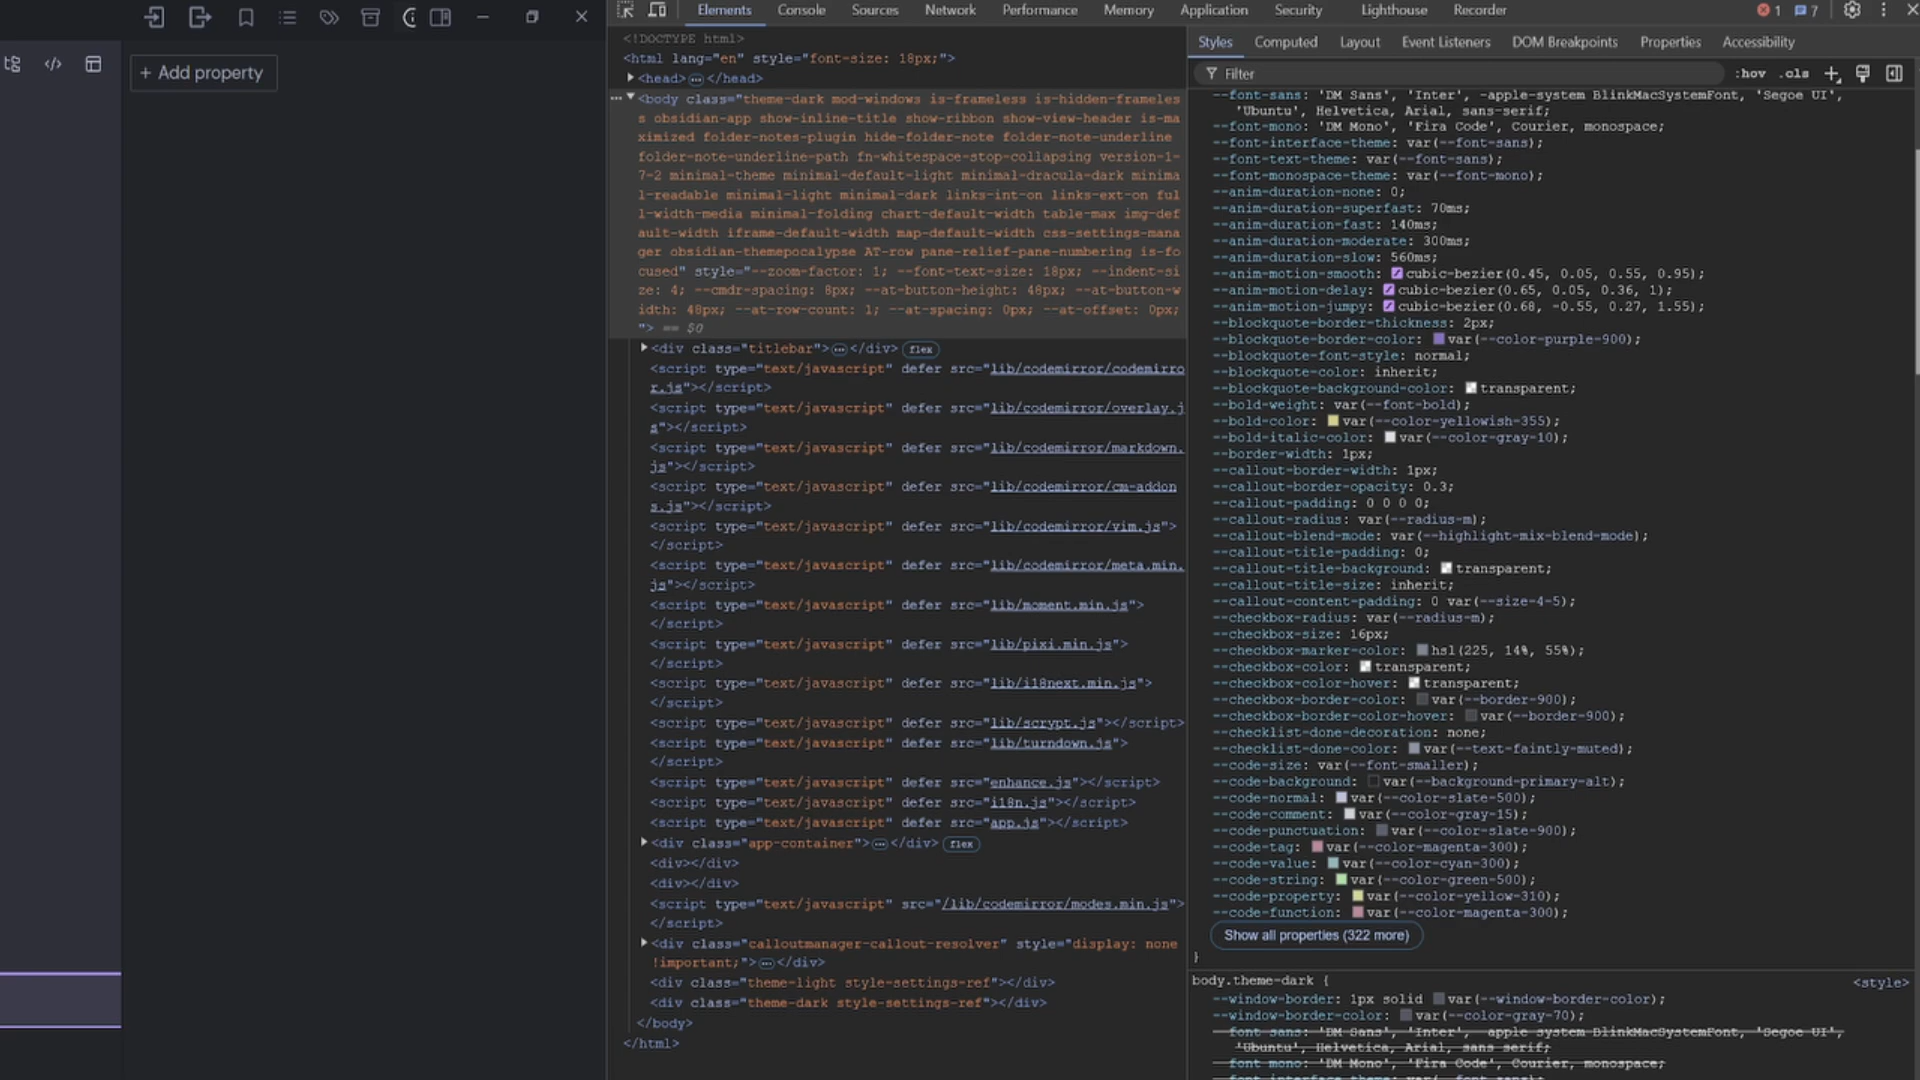 + Add property
Elements Console Sources Network Performance Memory Application Security Lighthouse Recorder 1 7
<!DOCTYPE html>
<html lang="en" style="font-size: 18px;">
<head>…</head>
<body class="theme-dark mod-windows is-frameless is-hidden-frameles
s obsidian-app show-inline-title show-ribbon show-view-header is-ma
ximized folder-notes-plugin hide-folder-note folder-note-underline
folder-note-underline-path fn-whitespace-stop-collapsing version-1-
7-2 minimal-theme minimal-default-light minimal-dracula-dark minima
l-readable minimal-light minimal-dark links-int-on links-ext-on ful
l-width-media minimal-folding chart-default-width table-max img-def
ault-width iframe-default-width map-default-width css-settings-mana
ger obsidian-themepocalypse AT-row pane-relief-pane-numbering is-fo
cused" style="--zoom-factor: 1; --font-text-size: 18px; --indent-si
ze: 4; --cmdr-spacing: 8px; --at-button-height: 48px; --at-button-w
idth: 48px; --at-row-count: 1; --at-spacing: 0px; --at-offset: 0px;
"> == $0
<div class="titlebar">…</div> flex
<script type="text/javascript" defer src="lib/codemirror/codemirro
r.js"></script>
<script type="text/javascript" defer src="lib/codemirror/overlay.j
s"></script>
<script type="text/javascript" defer src="lib/codemirror/markdown.
js"></script>
<script type="text/javascript" defer src="lib/codemirror/cm-addon
s.js"></script>
<script type="text/javascript" defer src="lib/codemirror/vim.js">
</script>
<script type="text/javascript" defer src="lib/codemirror/meta.min.
js"></script>
<script type="text/javascript" defer src="lib/moment.min.js">
</script>
<script type="text/javascript" defer src="lib/pixi.min.js">
</script>
<script type="text/javascript" defer src="lib/i18next.min.js">
</script>
<script type="text/javascript" defer src="lib/scrypt.js"></script>
<script type="text/javascript" defer src="lib/turndown.js">
</script>
<script type="text/javascript" defer src="enhance.js"></script>
<script type="text/javascript" defer src="i18n.js"></script>
<script type="text/javascript" defer src="app.js"></script>
<div class="app-container">…</div> flex
<div></div>
<div></div>
<script type="text/javascript" src="/lib/codemirror/modes.min.js">
</script>
<div class="calloutmanager-callout-resolver" style="display: none
!important;">…</div>
<div class="theme-light style-settings-ref"></div>
<div class="theme-dark style-settings-ref"></div>
</body>
</html>
Styles Computed Layout Event Listeners DOM Breakpoints Properties Accessibility
Filter :hov .cls
--font-sans: 'DM Sans', 'Inter', -apple-system BlinkMacSystemFont, 'Segoe UI',
'Ubuntu', Helvetica, Arial, sans-serif;
--font-mono: 'DM Mono', 'Fira Code', Courier, monospace;
--font-interface-theme: var(--font-sans);
--font-text-theme: var(--font-sans);
--font-monospace-theme: var(--font-mono);
--anim-duration-none: 0;
--anim-duration-superfast: 70ms;
--anim-duration-fast: 140ms;
--anim-duration-moderate: 300ms;
--anim-duration-slow: 560ms;
--anim-motion-smooth: cubic-bezier(0.45, 0.05, 0.55, 0.95);
--anim-motion-delay: cubic-bezier(0.65, 0.05, 0.36, 1);
--anim-motion-jumpy: cubic-bezier(0.68, -0.55, 0.27, 1.55);
--blockquote-border-thickness: 2px;
--blockquote-border-color: var(--color-purple-900);
--blockquote-font-style: normal;
--blockquote-color: inherit;
--blockquote-background-color: transparent;
--bold-weight: var(--font-bold);
--bold-color: var(--color-yellowish-355);
--bold-italic-color: var(--color-gray-10);
--border-width: 1px;
--callout-border-width: 1px;
--callout-border-opacity: 0.3;
--callout-padding: 0 0 0 0;
--callout-radius: var(--radius-m);
--callout-blend-mode: var(--highlight-mix-blend-mode);
--callout-title-padding: 0;
--callout-title-background: transparent;
--callout-title-size: inherit;
--callout-content-padding: 0 var(--size-4-5);
--checkbox-radius: var(--radius-m);
--checkbox-size: 16px;
--checkbox-marker-color: hsl(225, 14%, 55%);
--checkbox-color: transparent;
--checkbox-color-hover: transparent;
--checkbox-border-color: var(--border-900);
--checkbox-border-color-hover: var(--border-900);
--checklist-done-decoration: none;
--checklist-done-color: var(--text-faintly-muted);
--code-size: var(--font-smaller);
--code-background: var(--background-primary-alt);
--code-normal: var(--color-slate-500);
--code-comment: var(--color-gray-15);
--code-punctuation: var(--color-slate-900);
--code-tag: var(--color-magenta-300);
--code-value: var(--color-cyan-300);
--code-string: var(--color-green-500);
--code-property: var(--color-yellow-310);
--code-function: var(--color-magenta-300);
Show all properties (322 more)
}
body.theme-dark { <style>
--window-border: 1px solid var(--window-border-color);
--window-border-color: var(--color-gray-70);
--font-sans: 'DM Sans', 'Inter', -apple-system BlinkMacSystemFont, 'Segoe UI',
'Ubuntu', Helvetica, Arial, sans-serif;
--font-mono: 'DM Mono', 'Fira Code', Courier, monospace;
--font-interface-theme: var(--font-sans);